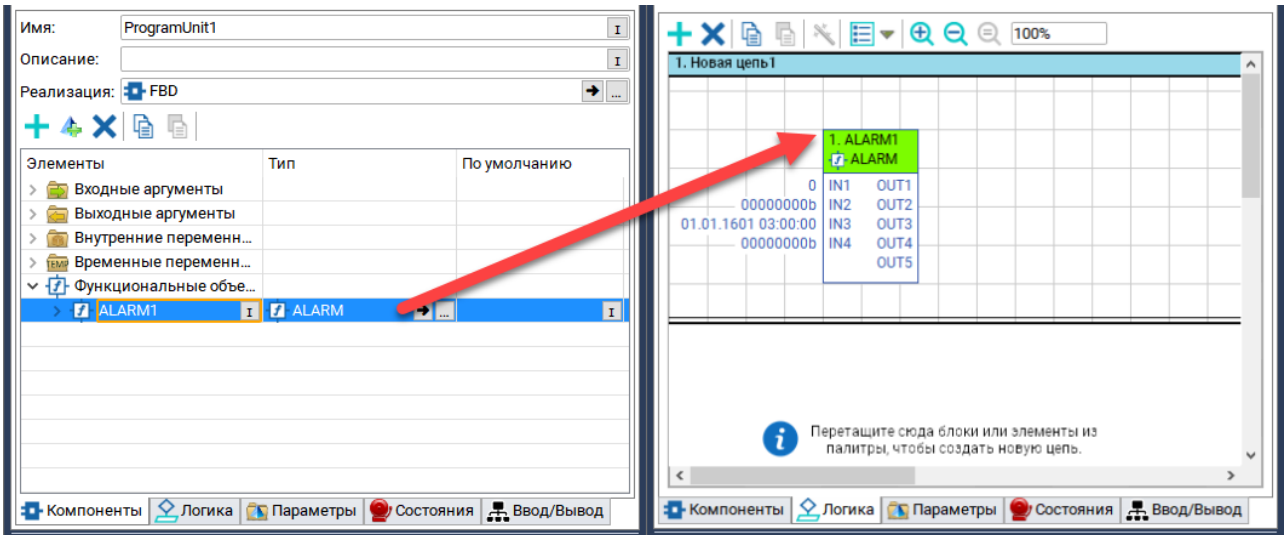 Имя: ProgramUnit1
Описание:
Реализация: FBD
Элементы Тип По умолчанию
Входные аргументы
Выходные аргументы
Внутренние переменн...
TEMP Временные переменн...
Функциональные объе...
ALARM1 ALARM
Компоненты Логика Параметры Состояния Ввод/Вывод
100%
1. Новая цепь1
1. ALARM1
ALARM
0 IN1 OUT1
00000000b IN2 OUT2
01.01.1601 03:00:00 IN3 OUT3
00000000b IN4 OUT4
OUT5
Перетащите сюда блоки или элементы из
палитры, чтобы создать новую цепь.
Компоненты Логика Параметры Состояния Ввод/Вывод